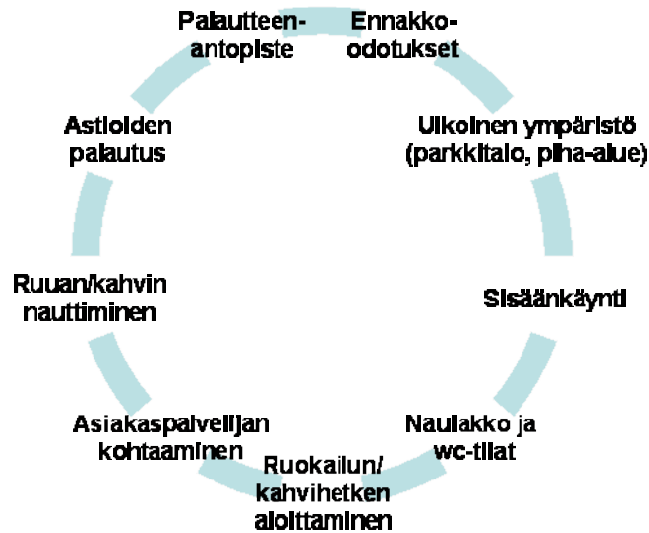 Ennakko-
odotukset
Ulkoinen ympäristö
(parkkitalo, piha-alue)
Sisäänkäynti
Naulakko ja
wc-tilat
Ruokailun/
kahvihetken
aloittaminen
Asiakaspalvelijan
kohtaaminen
Ruuan/kahvin
nauttiminen
Astioiden
palautus
Palautteen-
antopiste